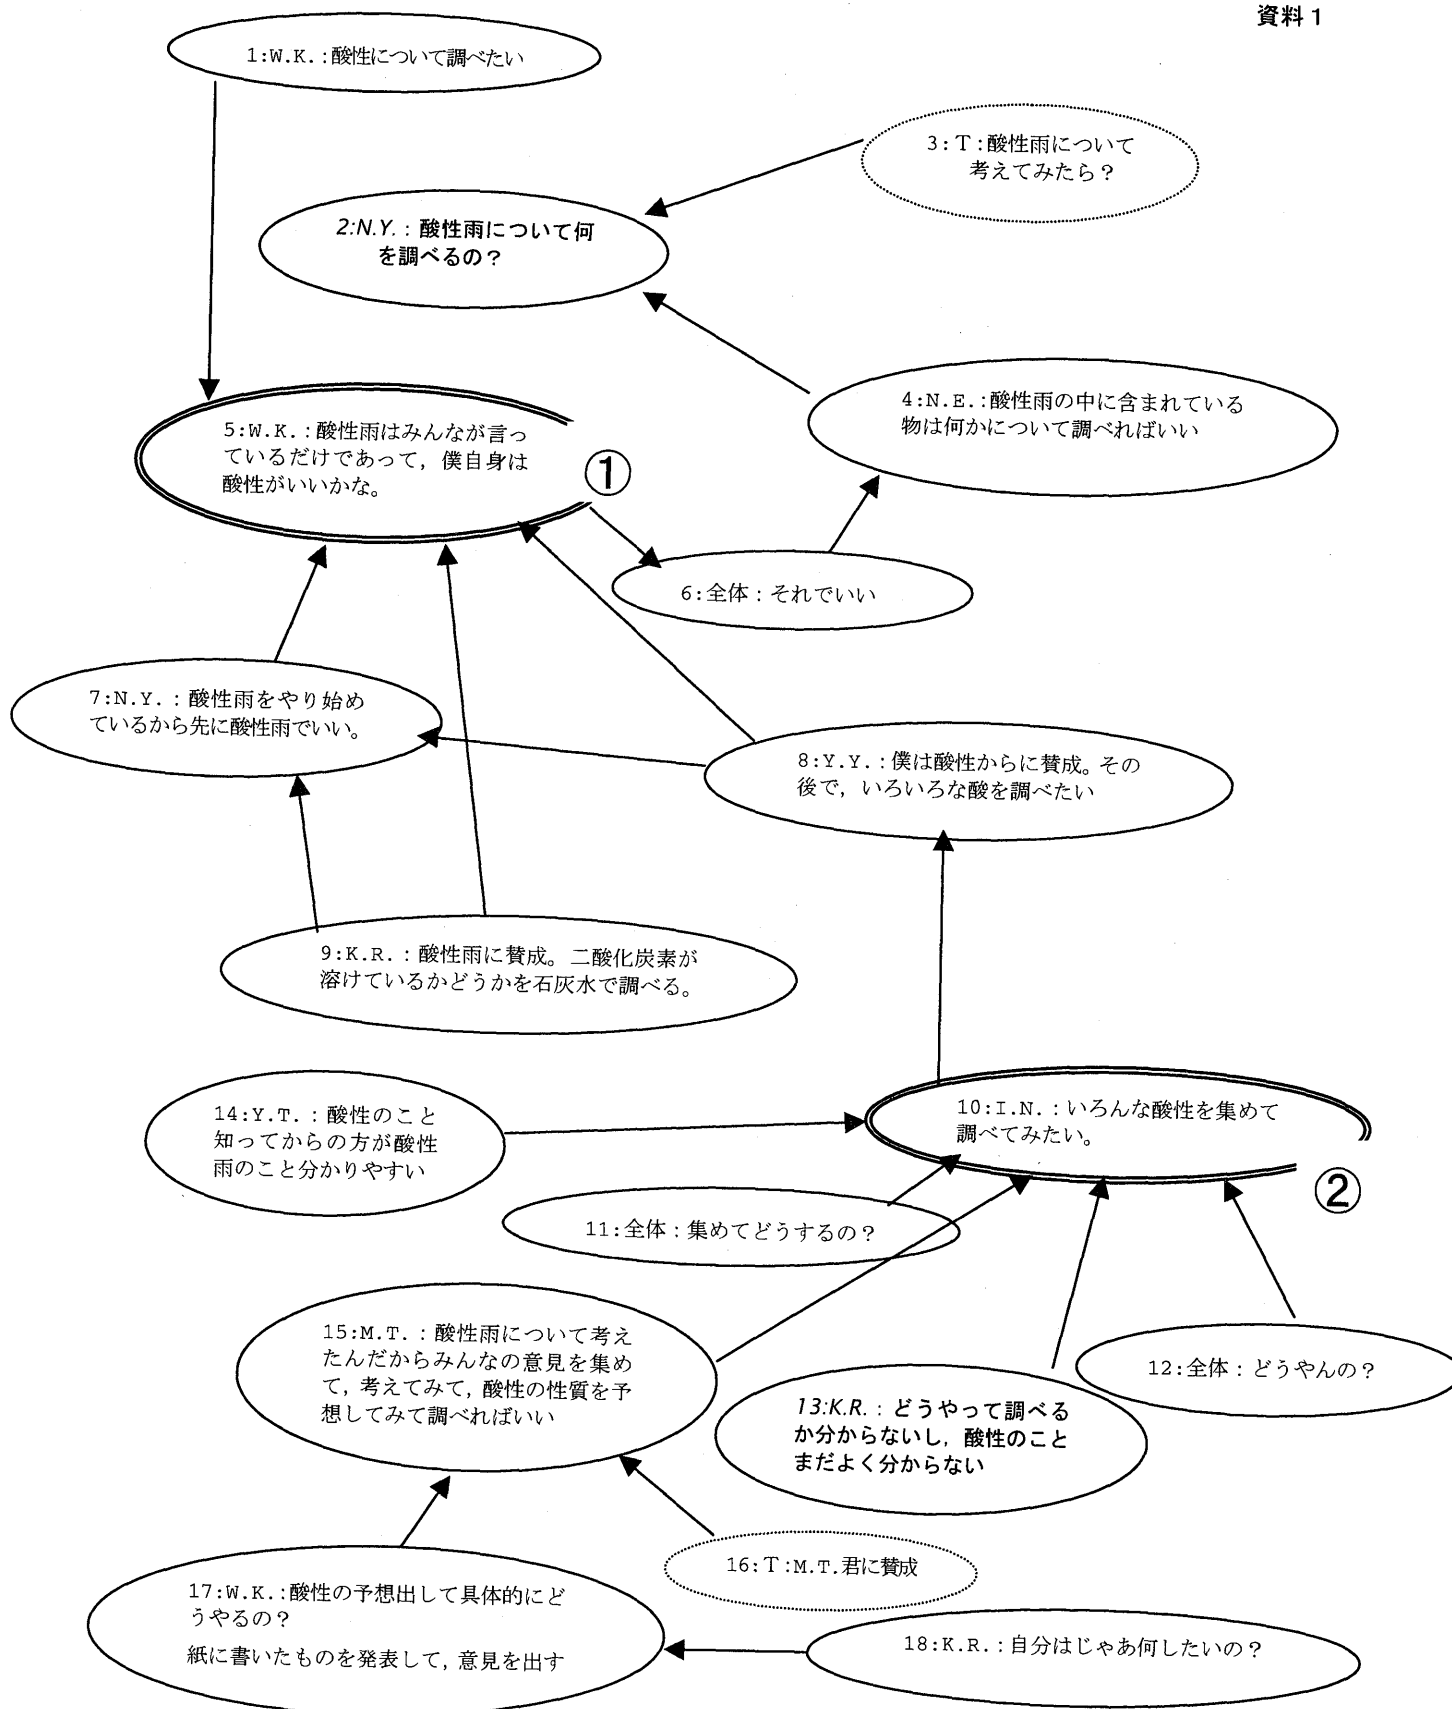 資料1
1:W.K.:酸性について調べたい
3:T:酸性雨について
考えてみたら?
2:N.Y.:酸性雨について何
を調べるの?
4:N.E.:酸性雨の中に含まれている
物は何かについて調べればいい
5:W.K.:酸性雨はみんなが言っ
ているだけであって,僕自身は
酸性がいいかな。
①
6:全体:それでいい
7:N.Y.:酸性雨をやり始め
ているから先に酸性雨でいい。
8:Y.Y.:僕は酸性からに賛成。その
後で,いろいろな酸を調べたい
9:K.R.:酸性雨に賛成。二酸化炭素が
溶けているかどうかを石灰水で調べる。
14:Y.T.:酸性のこと
知ってからの方が酸性
雨のこと分かりやすい
10:I.N.:いろんな酸性を集めて
調べてみたい。
②
11:全体:集めてどうするの?
15:M.T.:酸性雨について考え
たんだからみんなの意見を集め
て,考えてみて,酸性の性質を予
想してみて調べればいい
12:全体:どうやんの?
13:K.R.:どうやって調べる
か分からないし,酸性のこと
まだよく分からない
16:T:M.T.君に賛成
17:W.K.:酸性の予想出して具体的にど
うやるの?
紙に書いたものを発表して,意見を出す
18:K.R.:自分はじゃあ何したいの?